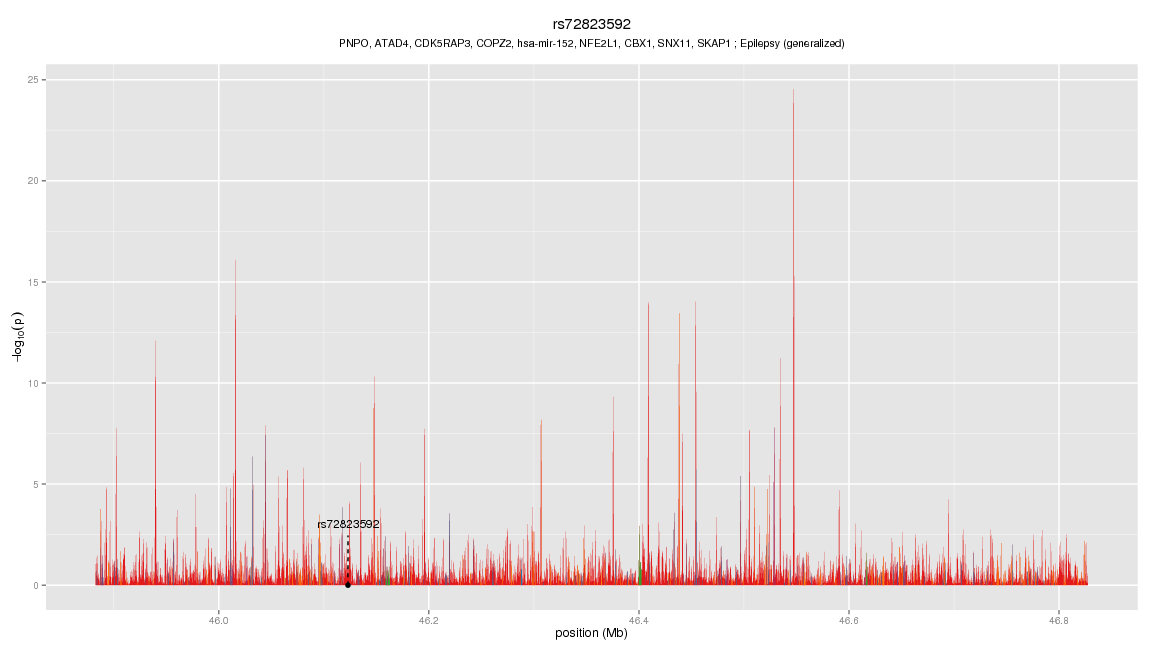 rs72823592
PNPO, ATAD4, CDK5RAP3, COPZ2, hsa-mir-152, NFE2L1, CBX1, SNX11, SKAP1 ; Epilepsy (generalized)
25
20
15
10
5
0
−log10(p)
rs72823592
46.0 46.2 46.4 46.6 46.8
position (Mb)